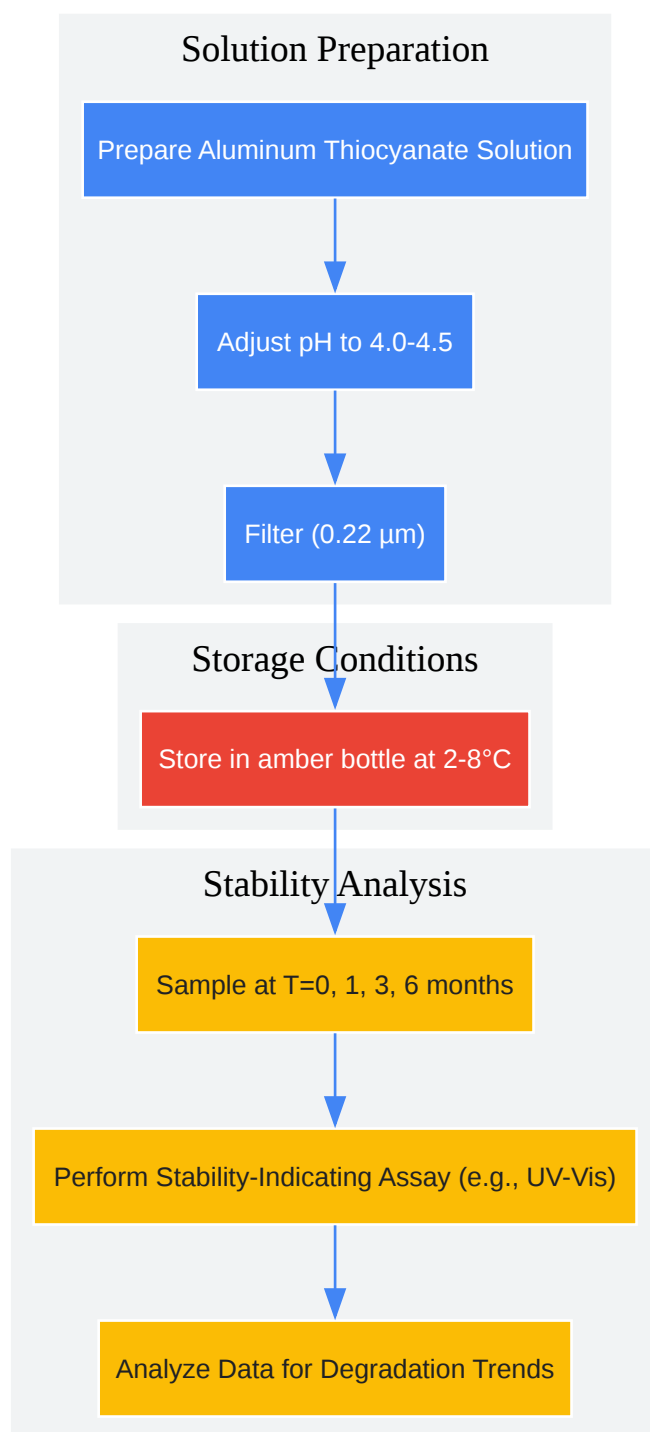 Solution Preparation
Prepare Aluminum Thiocyanate Solution
Adjust pH to 4.0-4.5
Filter (0.22 µm)
Storage Conditions
Store in amber bottle at 2-8°C
Stability Analysis
Sample at T=0, 1, 3, 6 months
Perform Stability-Indicating Assay (e.g., UV-Vis)
Analyze Data for Degradation Trends